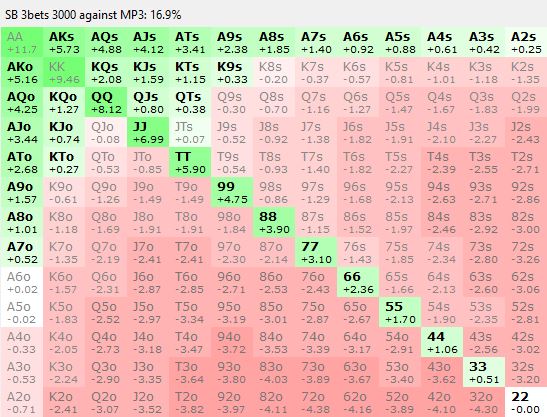 SB 3bets 3000 against MP3: 16.9%
AA AKs AQs AJs ATs A9s A8s A7s A6s A5s A4s A3s A2s
+11.7 +5.73 +4.88 +4.12 +3.41 +2.38 +1.85 +1.40 +0.92 +0.88 +0.61 +0.42 +0.25
AKo KK KQs KJs KTs K9s K8s K7s K6s K5s K4s K3s K2s
+5.16 +9.46 +2.08 +1.59 +1.15 +0.33 -0.20 -0.37 -0.57 -0.81 -1.01 -1.18 -1.35
AQo KQo QQ QJs QTs Q9s Q8s Q7s Q6s Q5s Q4s Q3s Q2s
+4.25 +1.27 +8.12 +0.80 +0.38 -0.30 -0.70 -1.16 -1.27 -1.47 -1.67 -1.83 -1.99
AJo KJo QJo JJ JTs J9s J8s J7s J6s J5s J4s J3s J2s
+3.44 +0.74 -0.08 +6.99 +0.07 -0.52 -0.92 -1.38 -1.82 -1.91 -2.10 -2.27 -2.43
ATo KTo QTo JTo TT T9s T8s T7s T6s T5s T4s T3s T2s
+2.68 +0.27 -0.53 -0.85 +5.90 -0.54 -0.93 -1.40 -1.82 -2.27 -2.39 -2.55 -2.71
A9o K9o Q9o J9o T9o 99 98s 97s 96s 95s 94s 93s 92s
+1.57 -0.61 -1.26 -1.49 -1.49 +4.75 -0.86 -1.29 -1.68 -2.13 -2.63 -2.71 -2.86
A8o K8o Q8o J8o T8o 98o 88 87s 86s 85s 84s 83s 82s
+1.01 -1.18 -1.69 -1.91 -1.91 -1.84 +3.90 -1.15 -1.52 -1.97 -2.46 -2.92 -3.00
A7o K7o Q7o J7o T7o 97o 87o 77 76s 75s 74s 73s 72s
+0.52 -1.35 -2.19 -2.41 -2.41 -2.30 -2.14 +3.10 -1.43 -1.85 -2.34 -2.80 -3.26
A6o K6o Q6o J6o T6o 96o 86o 76o 66 65s 64s 63s 62s
+0.02 -1.57 -2.31 -2.87 -2.85 -2.71 -2.53 -2.43 +2.36 -1.66 -2.13 -2.60 -3.06
A5o K5o Q5o J5o T5o 95o 85o 75o 65o 55 54s 53s 52s
-0.02 -1.83 -2.52 -2.97 -3.34 -3.19 -3.01 -2.87 -2.67 +1.70 -1.90 -2.35 -2.81
A4o K4o Q4o J4o T4o 94o 84o 74o 64o 54o 44 43s 42s
-0.33 -2.05 -2.73 -3.18 -3.47 -3.72 -3.53 -3.39 -3.17 -2.91 +1.06 -2.56 -3.02
A3o K3o Q3o J3o T3o 93o 83o 73o 63o 53o 43o 33 32s
-0.53 -2.24 -2.90 -3.35 -3.64 -3.80 -4.03 -3.89 -3.67 -3.40 -3.62 +0.51 -3.20
A2o K2o Q2o J2o T2o 92o 82o 72o 62o 52o 42o 32o 22
-0.71 -2.41 -3.07 -3.52 -3.82 -3.97 -4.11 -4.38 -4.16 -3.89 -4.10 -4.30 -0.00